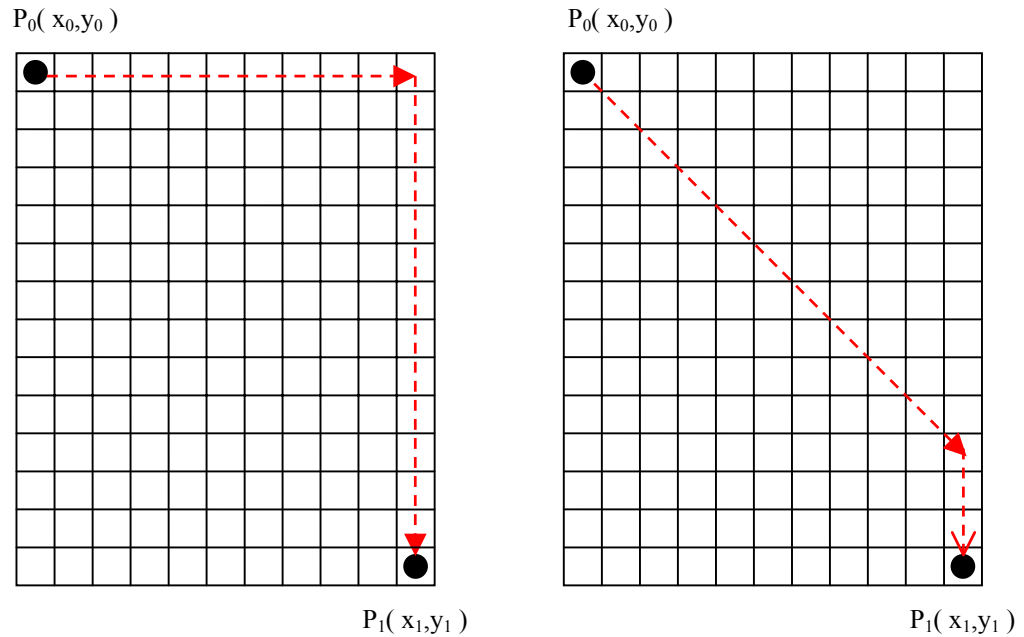 P₀( x₀,y₀ )
P₀( x₀,y₀ )
P₁( x₁,y₁ )
P₁( x₁,y₁ )